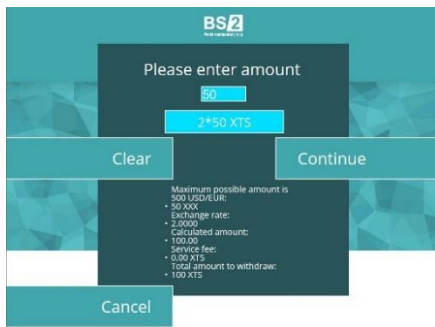 BS/2
Please enter amount
50
2*50 XTS
Clear
Continue
Maximum possible amount is
500 USD/EUR:
• 50 XXX
Exchange rate:
• 2.0000
Calculated amount:
• 100.00
Service fee:
• 0.00 XTS
Total amount to withdraw:
• 100 XTS
Cancel